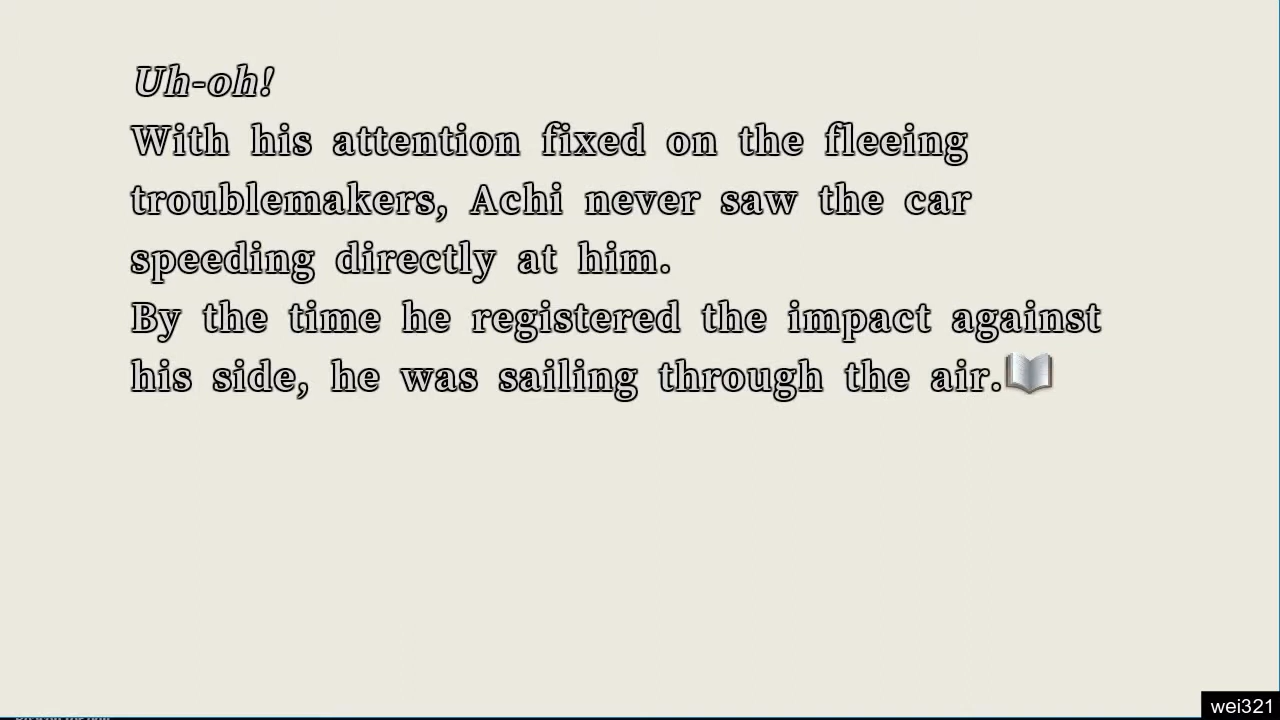 Uh-oh!
With his attention fixed on the fleeing
troublemakers, Achi never saw the car
speeding directly at him.
By the time he registered the impact against
his side, he was sailing through the air.
wei321